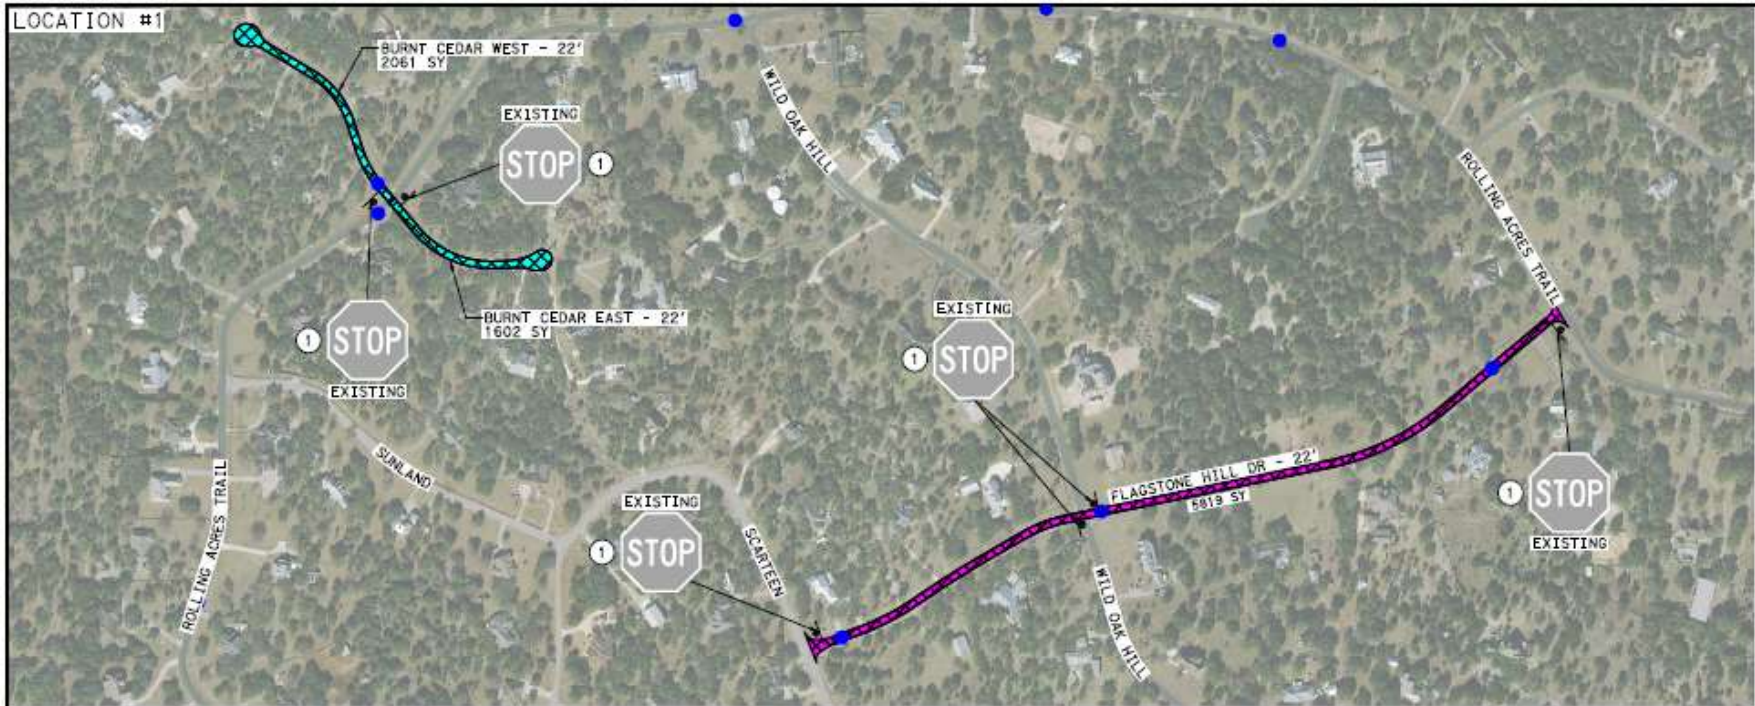 LOCATION #1
BURNT CEDAR WEST - 22'
2061 SY
EXISTING
STOP
1
WILD OAK HILL
ROLLING ACRES TRAIL
BURNT CEDAR EAST - 22'
1602 SY
1
STOP
EXISTING
EXISTING
1
STOP
SUNLAND
ROLLING ACRES TRAIL
FLAGSTONE HILL DR - 22'
5819 SY
1
STOP
EXISTING
EXISTING
1
STOP
SCARTEEN
WILD OAK HILL